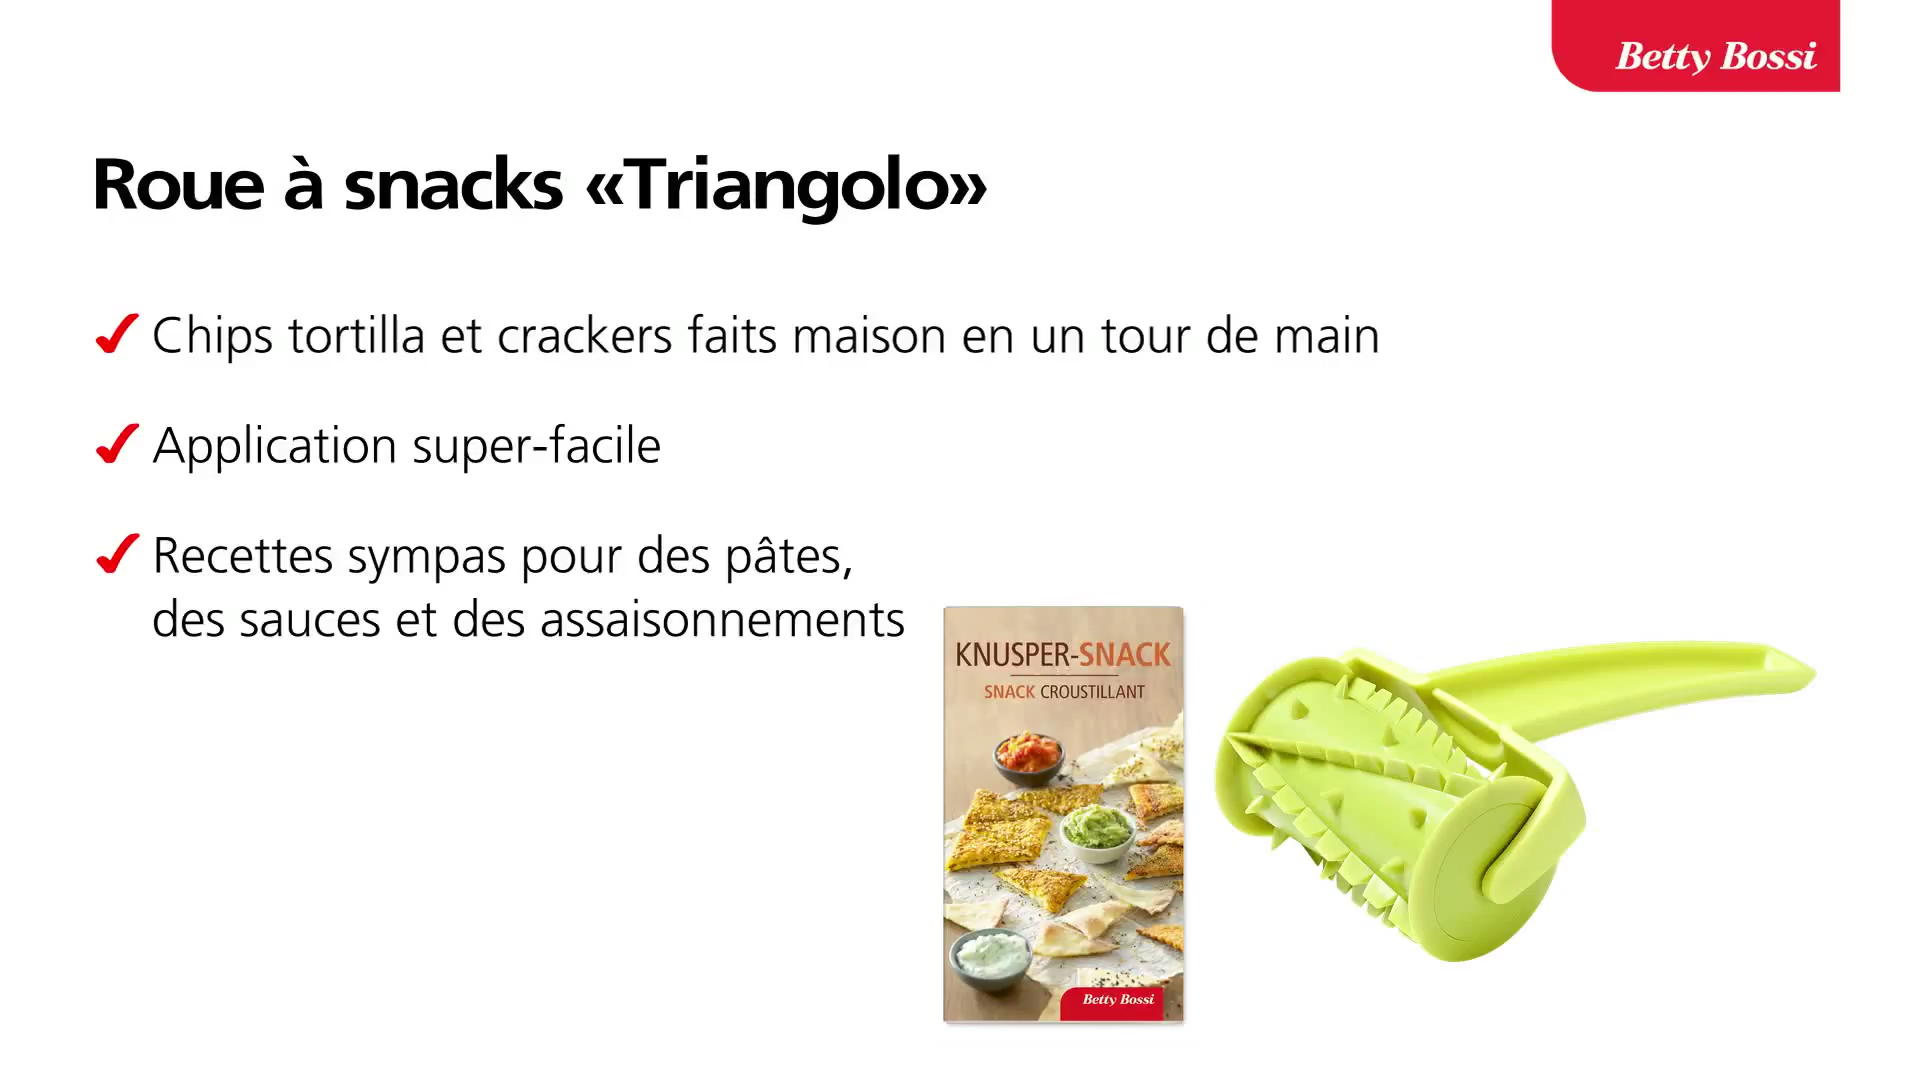 Betty Bossi
Roue à snacks «Triangolo»
Chips tortilla et crackers faits maison en un tour de main
Application super-facile
Recettes sympas pour des pâtes,
des sauces et des assaisonnements
KNUSPER-SNACK
SNACK CROUSTILLANT
Betty Bossi